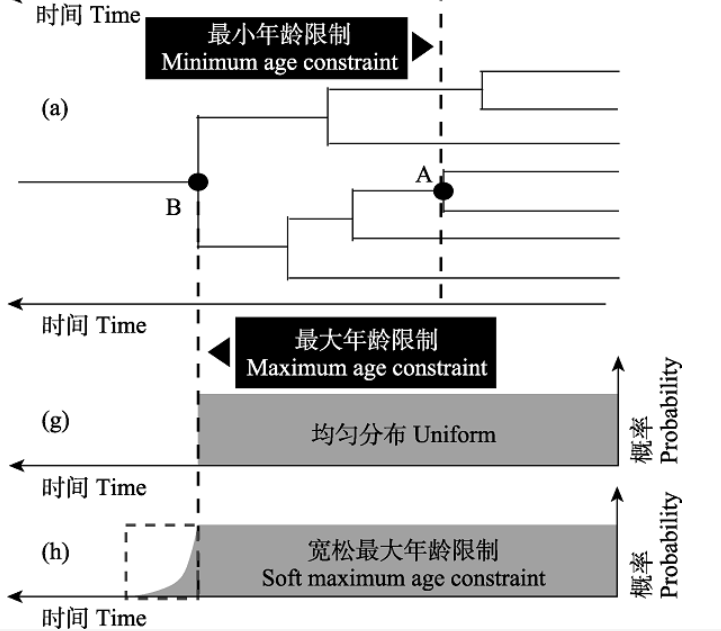 时间 Time
最小年龄限制
Minimum age constraint
(a)
A
B
时间 Time
最大年龄限制
Maximum age constraint
(g)
均匀分布 Uniform
概率
Probability
时间 Time
(h)
宽松最大年龄限制
Soft maximum age constraint
概率
Probability
时间 Time